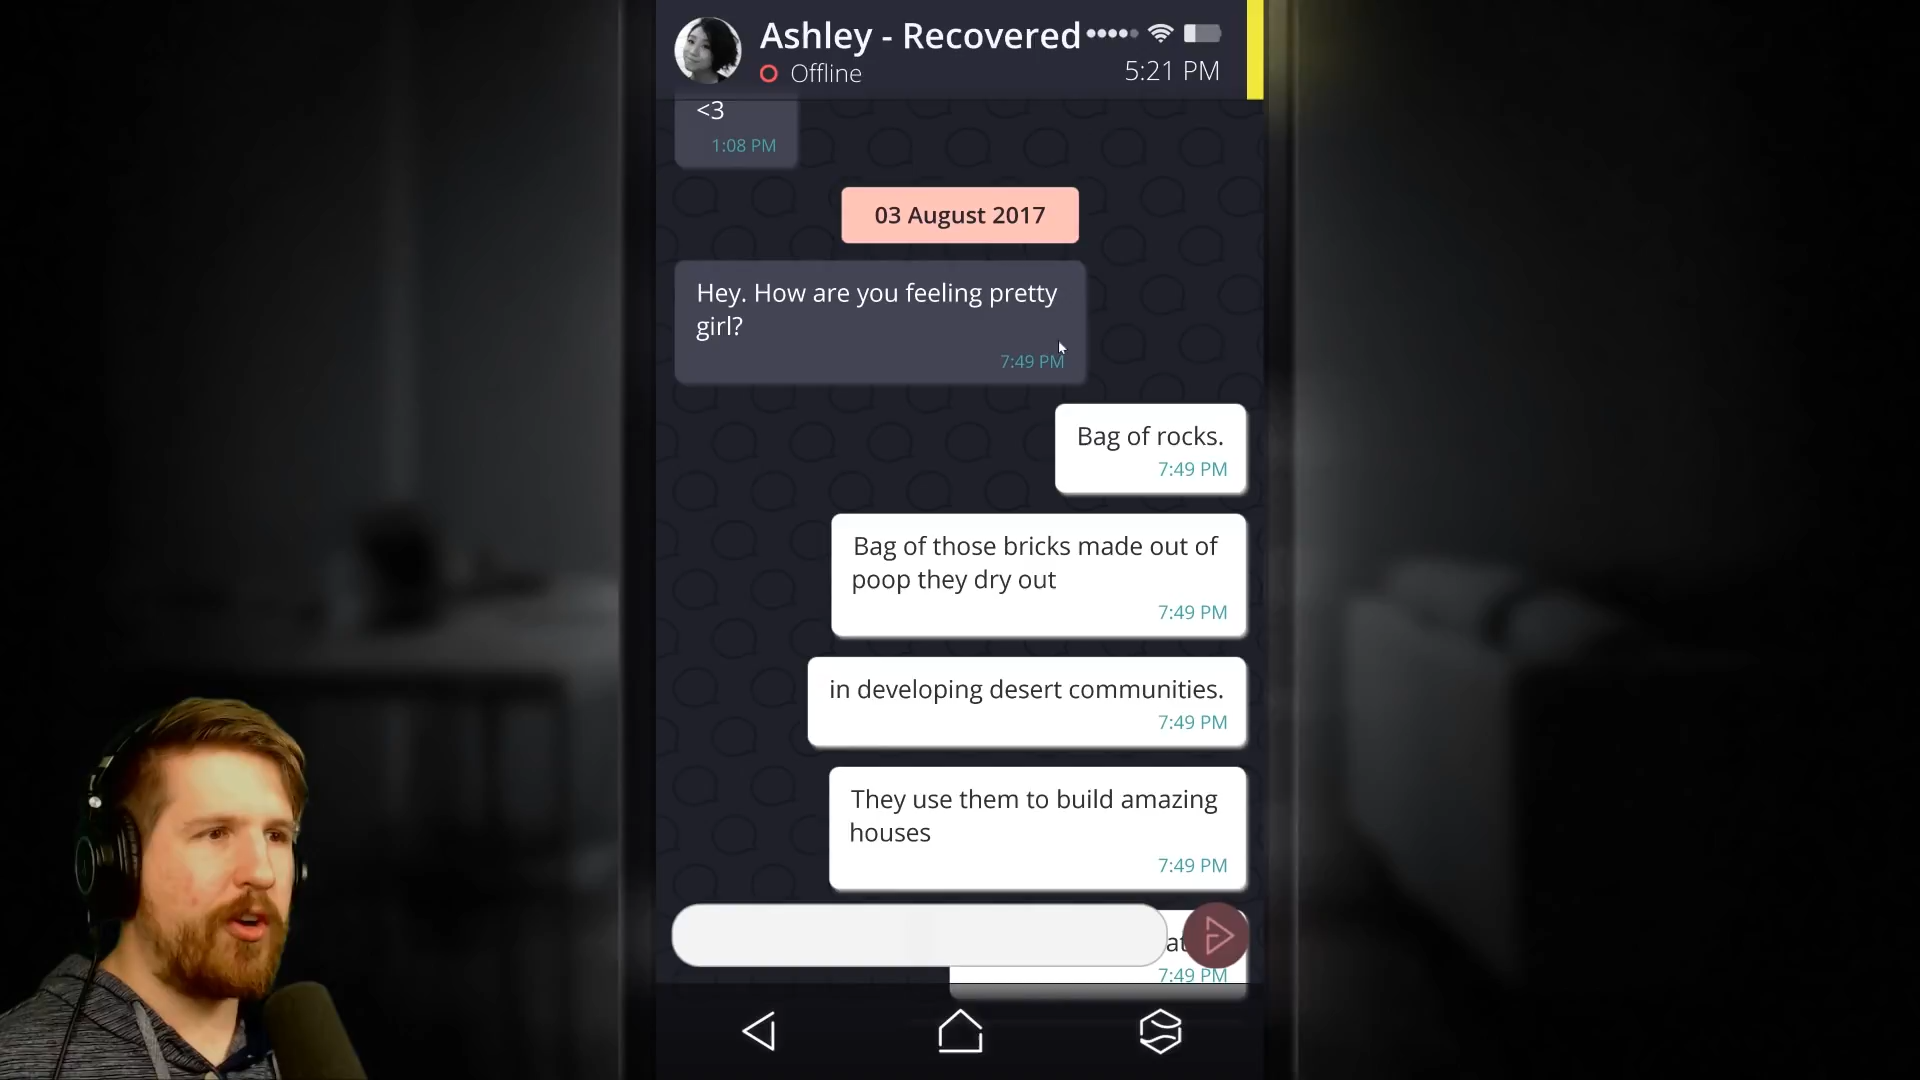 Ashley - Recovered
Offline
5:21 PM
<3
1:08 PM
03 August 2017
Hey. How are you feeling pretty
girl?
7:49 PM
Bag of rocks.
7:49 PM
Bag of those bricks made out of
poop they dry out
7:49 PM
in developing desert communities.
7:49 PM
They use them to build amazing
houses
7:49 PM
7:49 PM